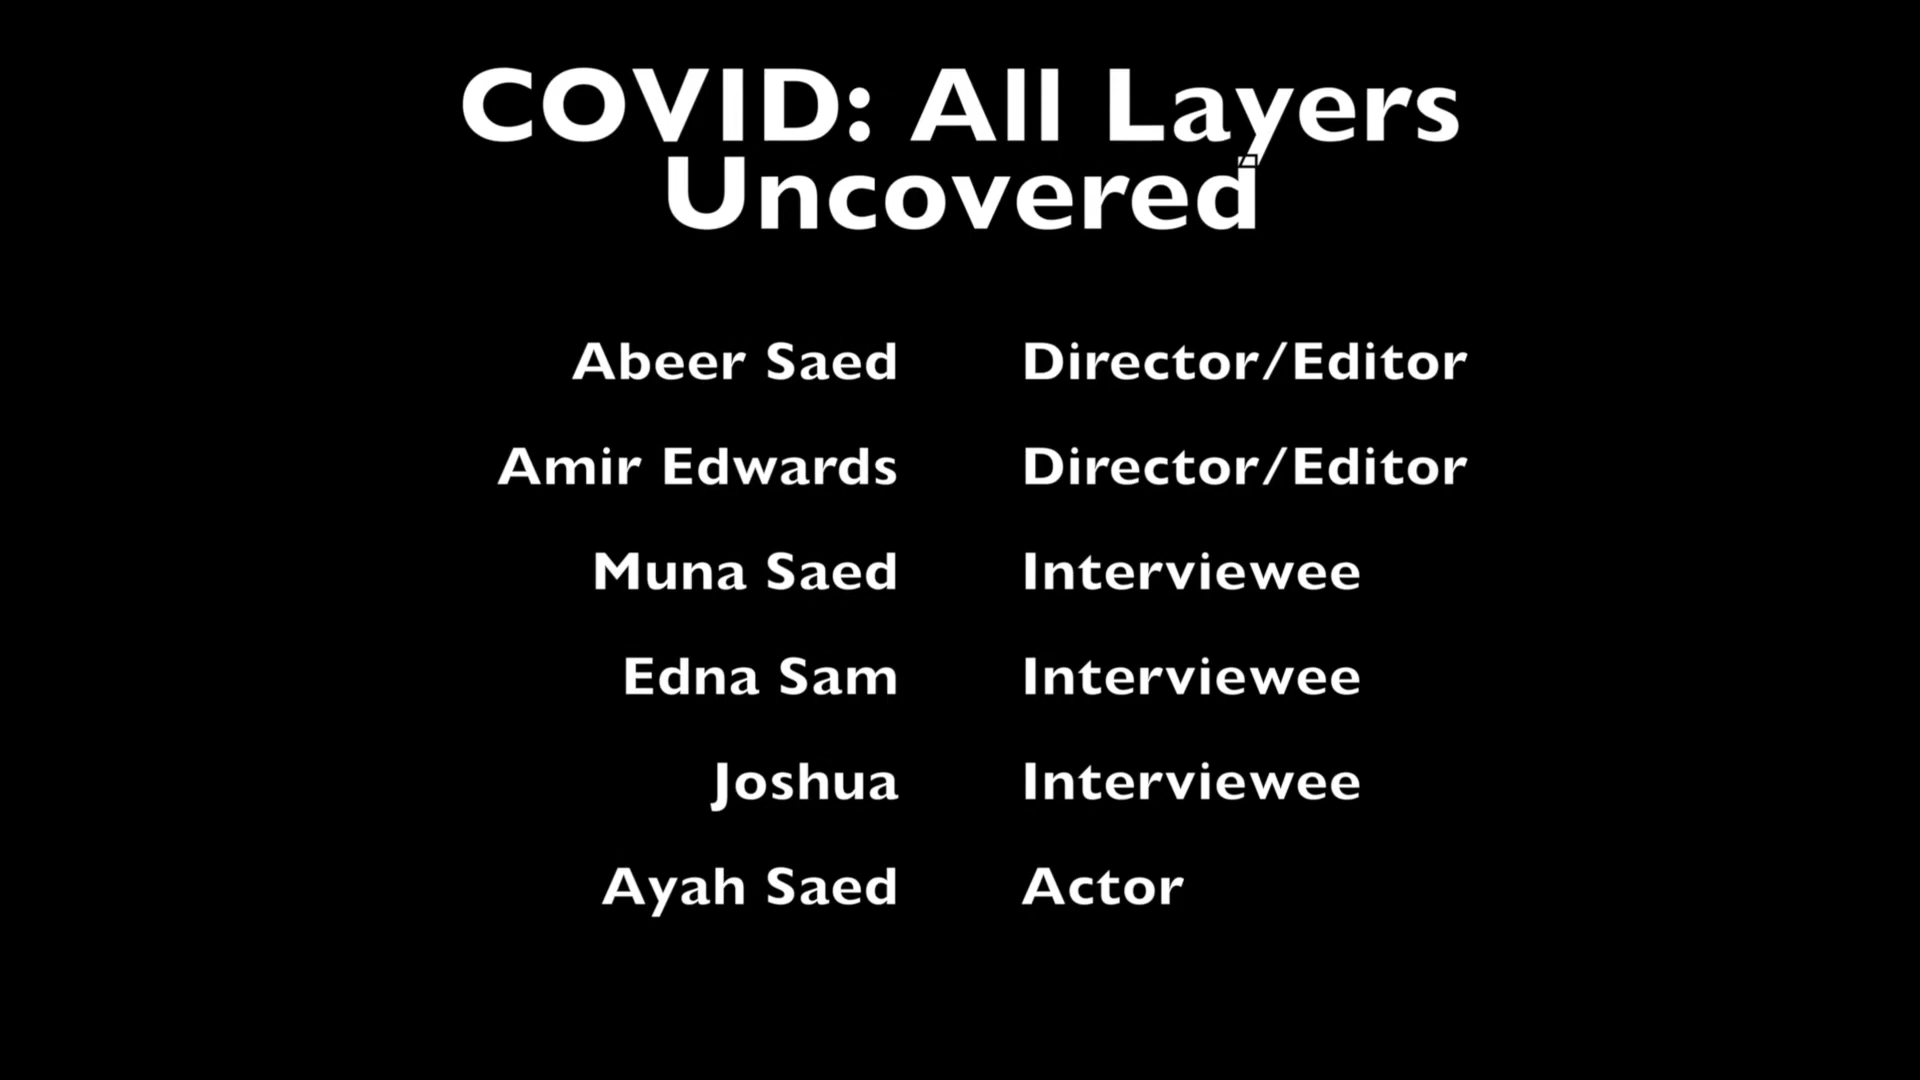 COVID: All Layers
Uncovered
Abeer Saed Director/Editor
Amir Edwards Director/Editor
Muna Saed Interviewee
Edna Sam Interviewee
Joshua Interviewee
Ayah Saed Actor